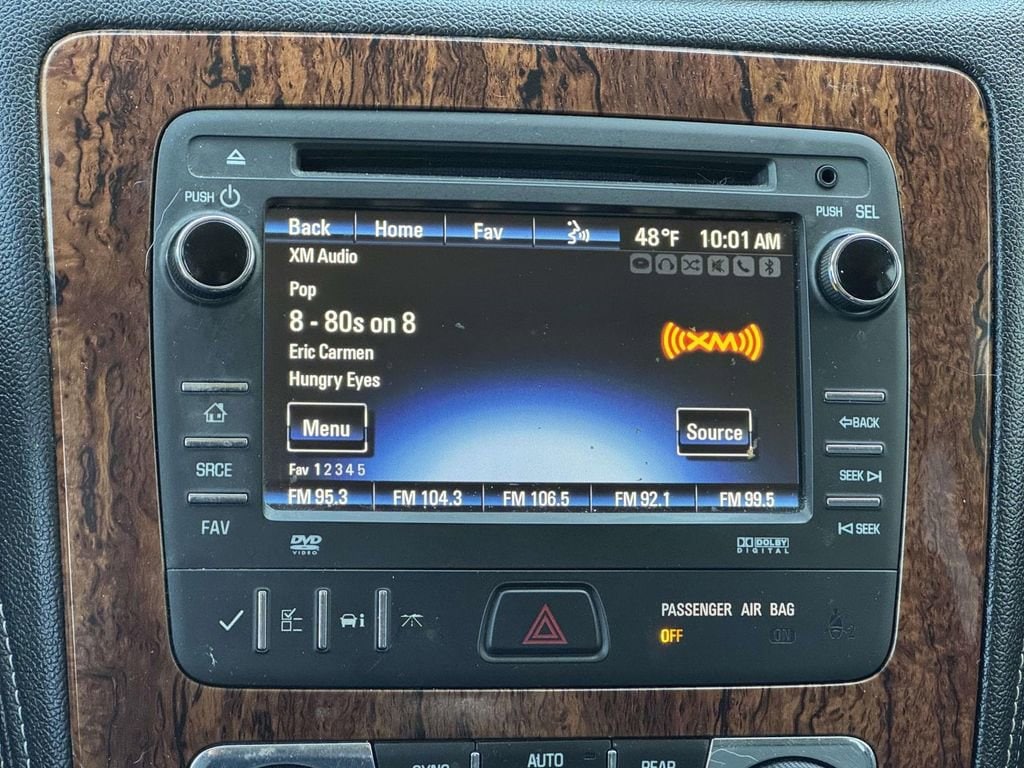 PUSH
PUSH SEL
Back Home Fav 48°F 10:01 AM
XM Audio
Pop
8 - 80s on 8
XM
Eric Carmen
Hungry Eyes
Menu Source
Fav 1 2 3 4 5
FM 95.3 FM 104.3 FM 106.5 FM 92.1 FM 99.5
SRCE
FAV
BACK
SEEK
SEEK
DVD
VIDEO
DOLBY
DIGITAL
PASSENGER AIR BAG
OFF ON
2
SYNC AUTO REAR